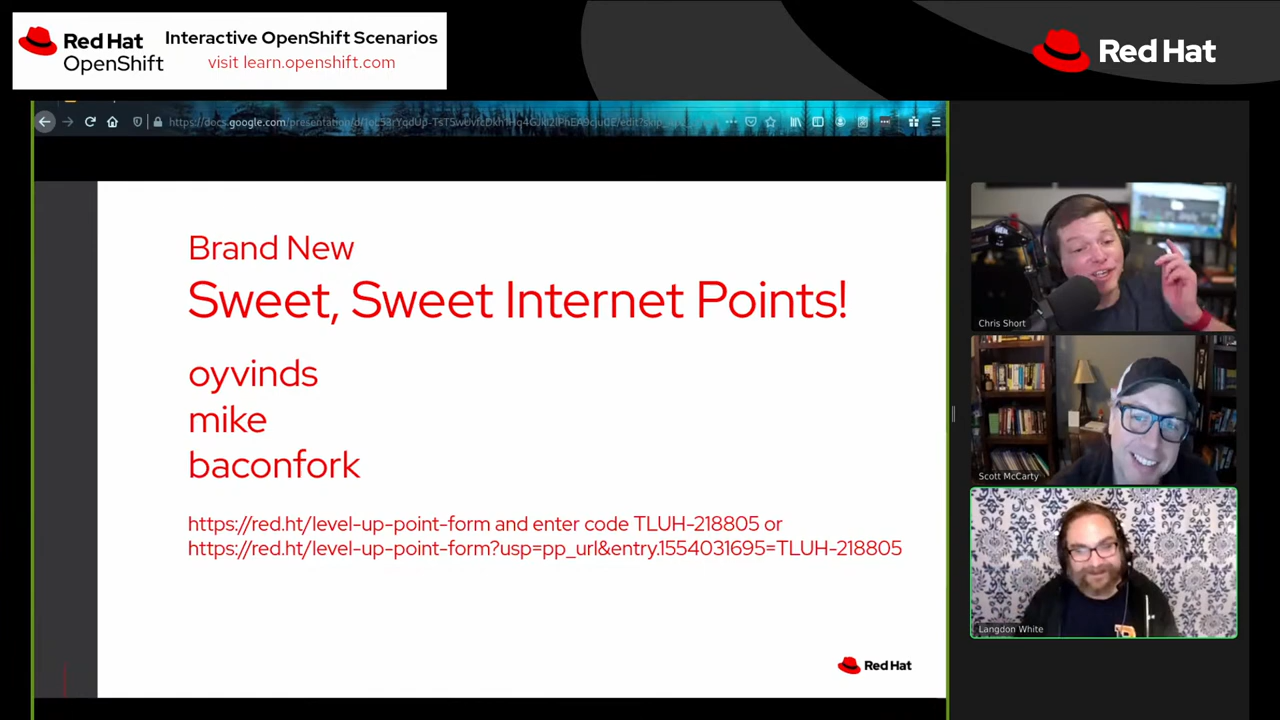 Red Hat
OpenShift
Interactive OpenShift Scenarios
visit learn.openshift.com
Red Hat
Brand New
Sweet, Sweet Internet Points!
oyvinds
mike
baconfork
https://red.ht/level-up-point-form and enter code TLUH-218805 or
https://red.ht/level-up-point-form?usp=pp_url&entry.1554031695=TLUH-218805
Red Hat
Chris Short
Scott McCarty
Langdon White